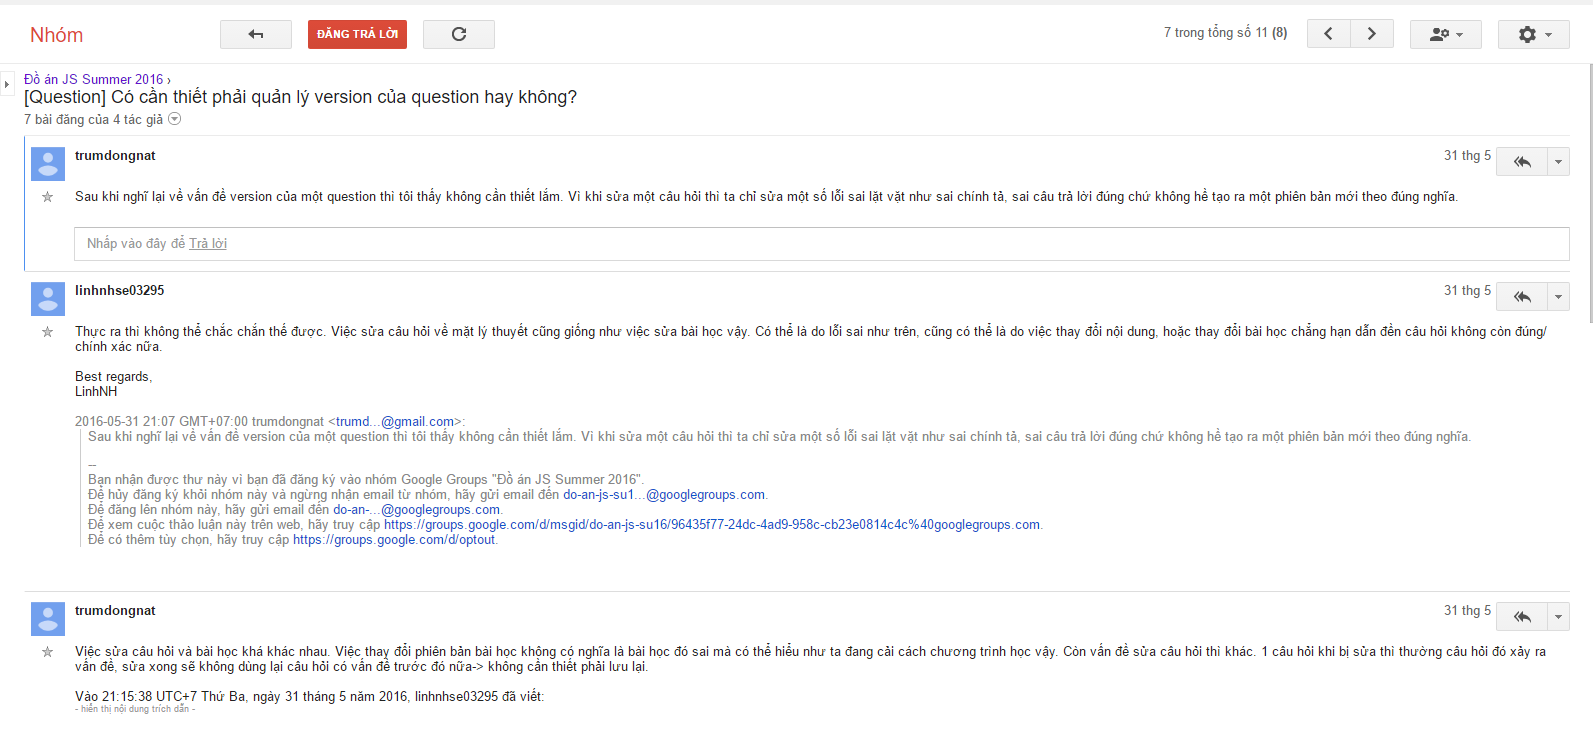 Nhóm
ĐĂNG TRẢ LỜI
7 trong tổng số 11 (8)
Đồ án JS Summer 2016 ›
[Question] Có cần thiết phải quản lý version của question hay không?
7 bài đăng của 4 tác giả
trumdongnat
31 thg 5
Sau khi nghĩ lại về vấn đề version của một question thì tôi thấy không cần thiết lắm. Vì khi sửa một câu hỏi thì ta chỉ sửa một số lỗi sai lặt vặt như sai chính tả, sai câu trả lời đúng chứ không hề tạo ra một phiên bản mới theo đúng nghĩa.
Nhấp vào đây để Trả lời
linhnhse03295
31 thg 5
Thực ra thì không thể chắc chắn thế được. Việc sửa câu hỏi về mặt lý thuyết cũng giống như việc sửa bài học vậy. Có thể là do lỗi sai như trên, cũng có thể là do việc thay đổi nội dung, hoặc thay đổi bài học chẳng hạn dẫn đến câu hỏi không còn đúng/
chính xác nữa.
Best regards,
LinhNH
2016-05-31 21:07 GMT+07:00 trumdongnat <trumd...@gmail.com>:
Sau khi nghĩ lại về vấn đề version của một question thì tôi thấy không cần thiết lắm. Vì khi sửa một câu hỏi thì ta chỉ sửa một số lỗi sai lặt vặt như sai chính tả, sai câu trả lời đúng chứ không hề tạo ra một phiên bản mới theo đúng nghĩa.
--
Bạn nhận được thư này vì bạn đã đăng ký vào nhóm Google Groups "Đồ án JS Summer 2016".
Để hủy đăng ký khỏi nhóm này và ngừng nhận email từ nhóm, hãy gửi email đến do-an-js-su1...@googlegroups.com.
Để đăng lên nhóm này, hãy gửi email đến do-an-...@googlegroups.com.
Để xem cuộc thảo luận này trên web, hãy truy cập https://groups.google.com/d/msgid/do-an-js-su16/96435f77-24dc-4ad9-958c-cb23e0814c4c%40googlegroups.com.
Để có thêm tùy chọn, hãy truy cập https://groups.google.com/d/optout.
trumdongnat
31 thg 5
Việc sửa câu hỏi và bài học khá khác nhau. Việc thay đổi phiên bản bài học không có nghĩa là bài học đó sai mà có thể hiểu như ta đang cải cách chương trình học vậy. Còn vấn đề sửa câu hỏi thì khác. 1 câu hỏi khi bị sửa thì thường câu hỏi đó xảy ra
vấn đề, sửa xong sẽ không dùng lại câu hỏi có vấn đề trước đó nữa-> không cần thiết phải lưu lại.
Vào 21:15:38 UTC+7 Thứ Ba, ngày 31 tháng 5 năm 2016, linhnhse03295 đã viết:
- hiển thị nội dung trích dẫn -